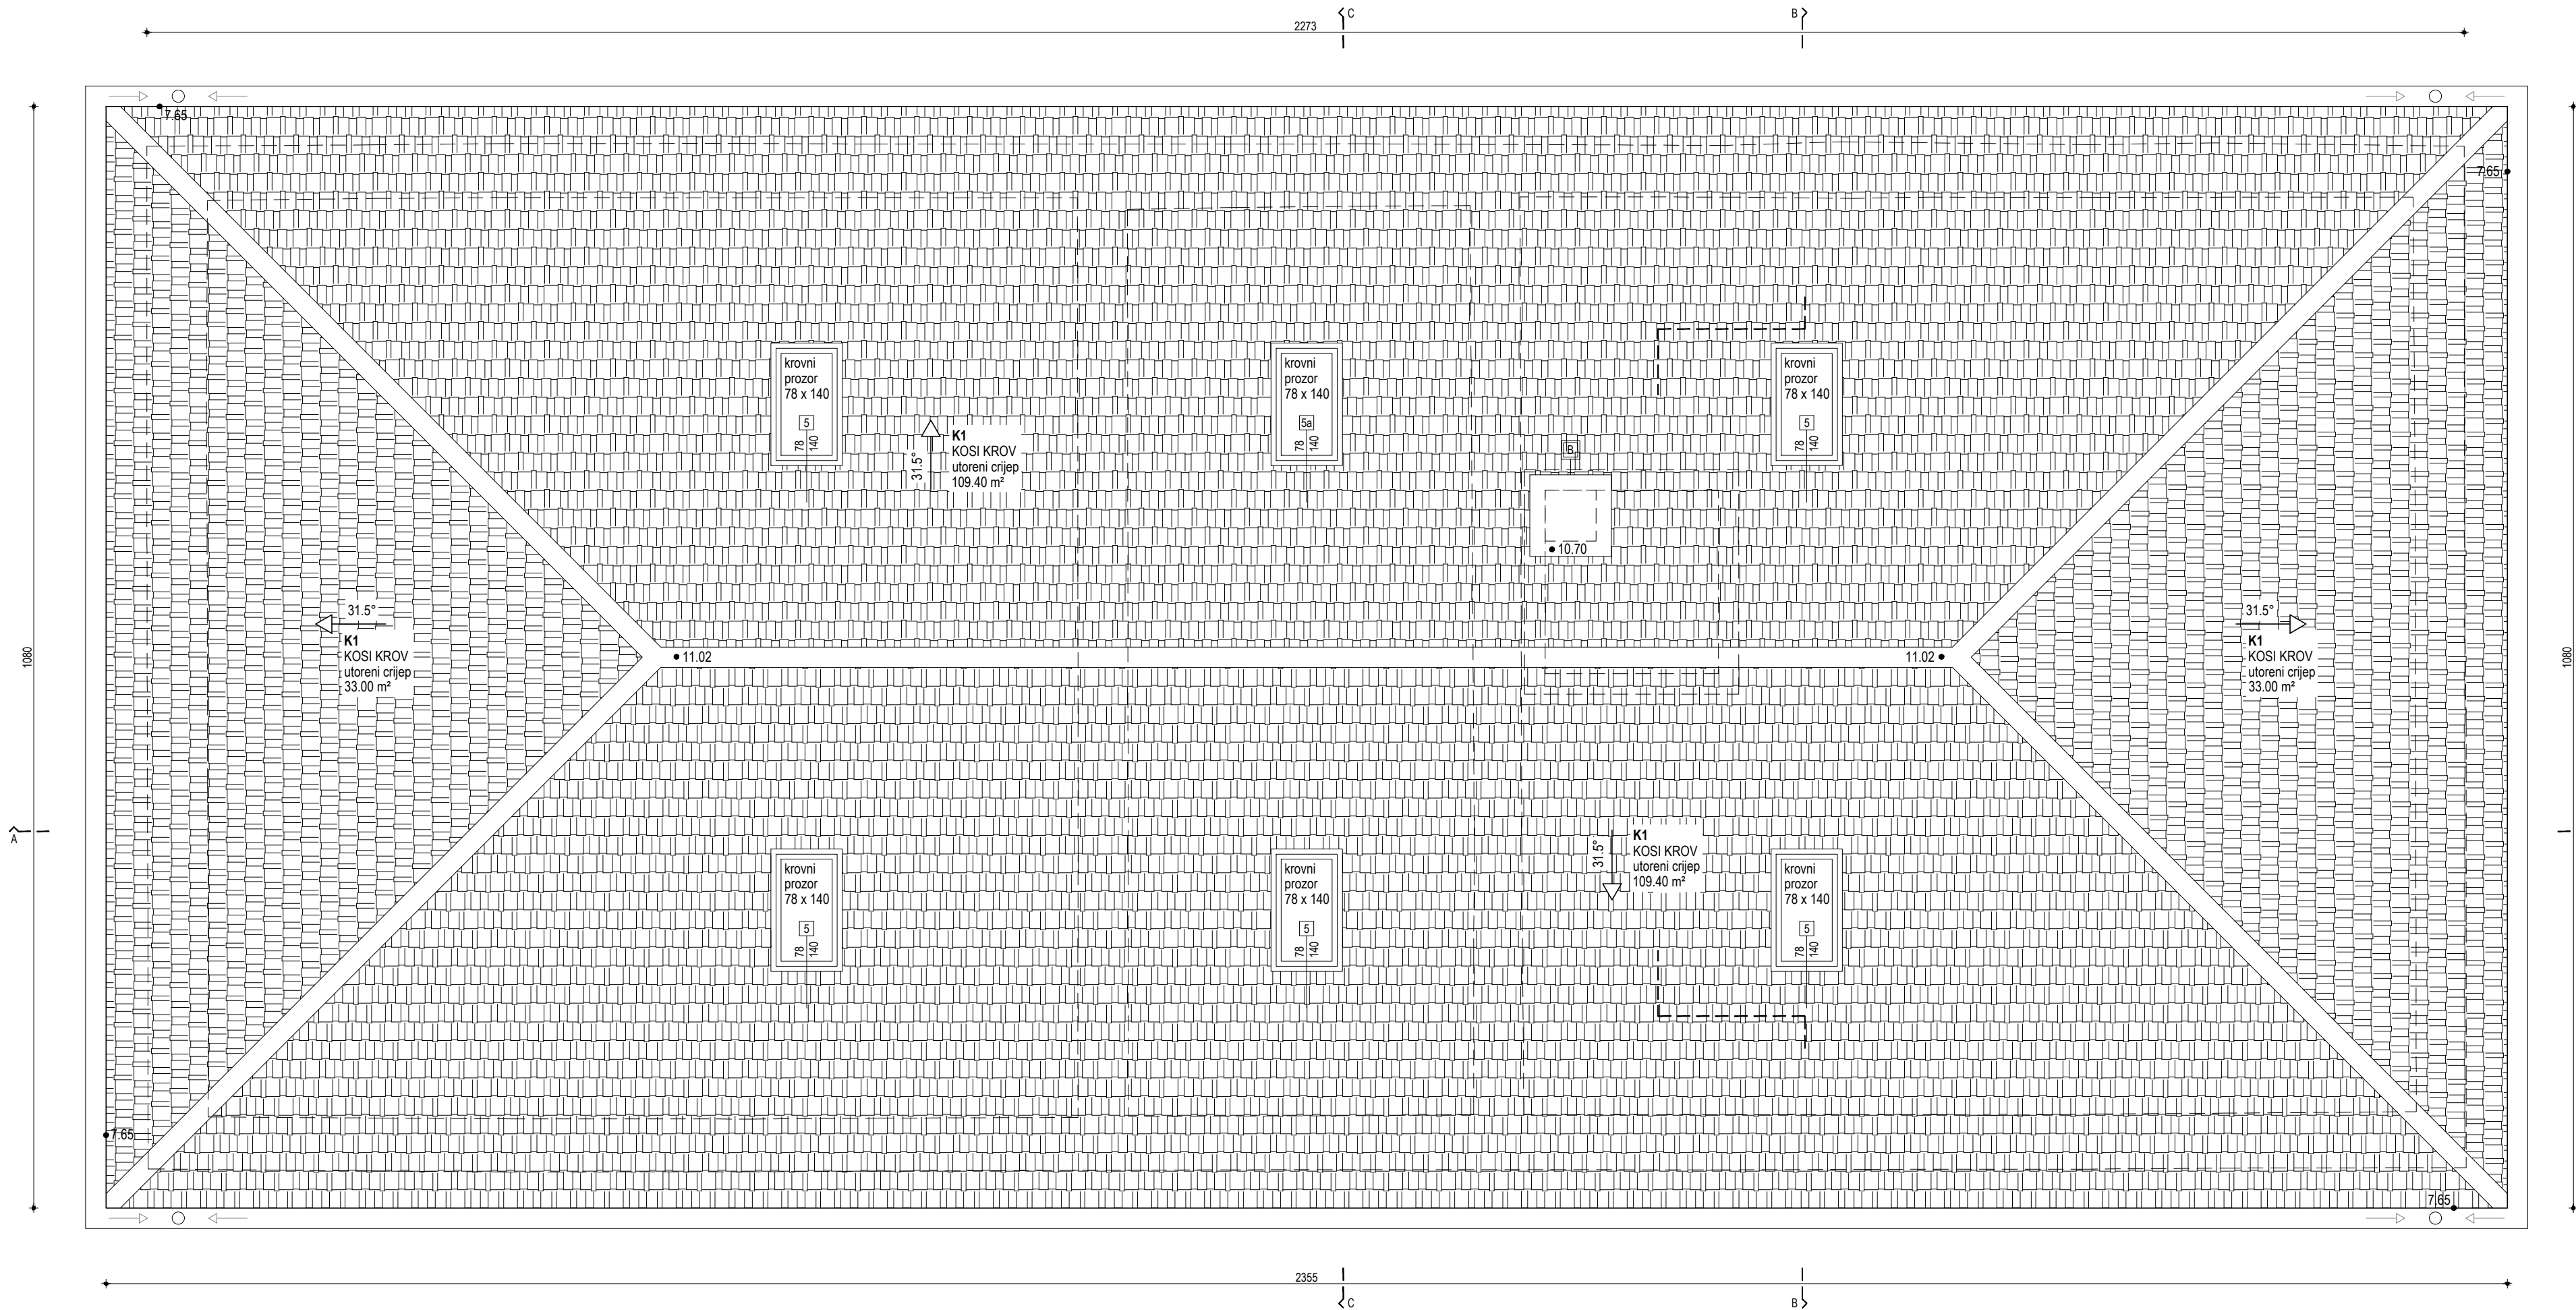 C
B
2273
7.65
7.65
krovni
prozor
78 x 140
5
78
140
krovni
prozor
78 x 140
5a
78
140
krovni
prozor
78 x 140
5
78
140
31.5°
K1
KOSI KROV
utoreni crijep
109.40 m²
B
10.70
31.5°
K1
KOSI KROV
utoreni crijep
33.00 m²
31.5°
K1
KOSI KROV
utoreni crijep
33.00 m²
1080
11.02
11.02
1080
A
31.5°
K1
KOSI KROV
utoreni crijep
109.40 m²
krovni
prozor
78 x 140
5
78
140
krovni
prozor
78 x 140
5
78
140
krovni
prozor
78 x 140
5
78
140
7.65
7.65
2355
C
B